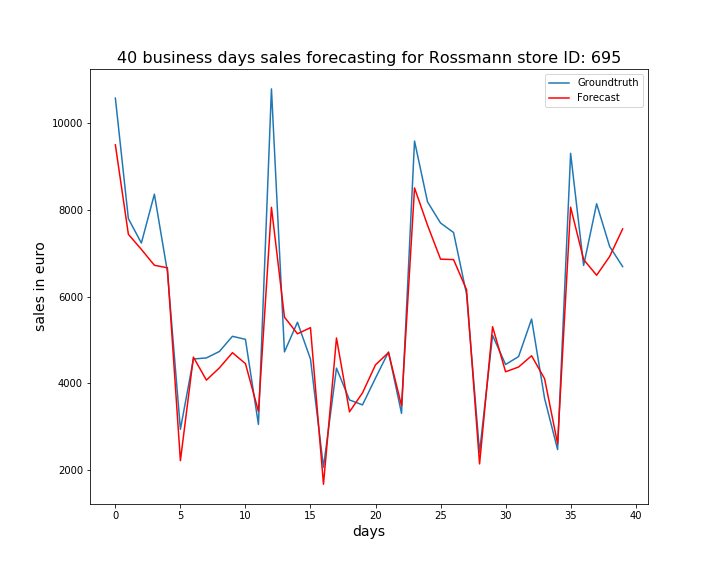 40 business days sales forecasting for Rossmann store ID: 695
Groundtruth
Forecast
10000
8000
6000
4000
2000
sales in euro
0 5 10 15 20 25 30 35 40
days